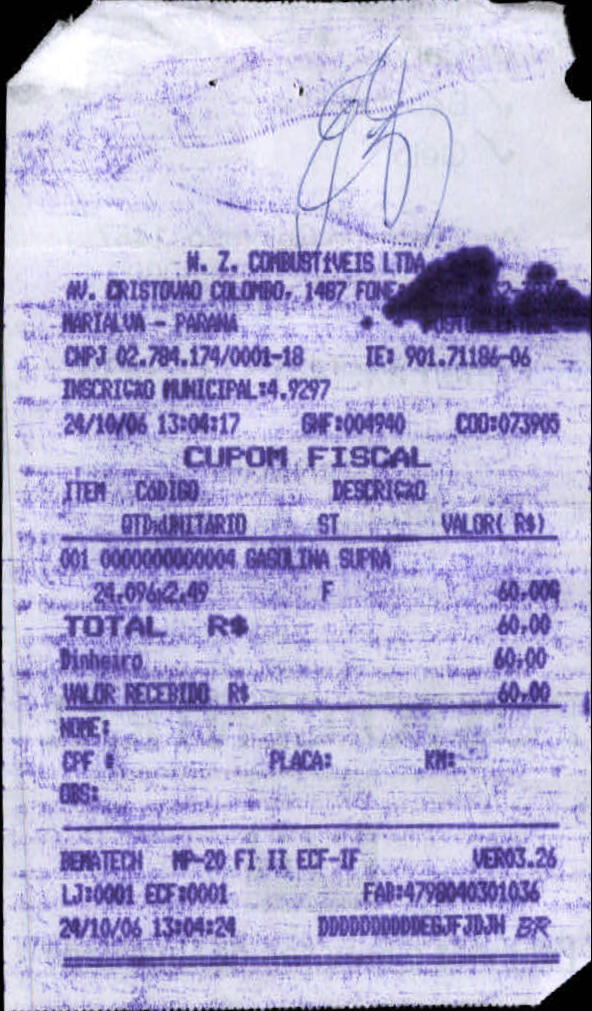 W. Z. COMBUSTíVEIS LTDA
AV. CRISTOVAO COLOMBO, 1487 FONE:
MARIALVA - PARANA
CNPJ 02.784.174/0001-18 IE: 901.71186-06
INSCRIÇãO MUNICIPAL:4.9297
24/10/06 13:04:17 GNF:004940 COO:073905
CUPOM FISCAL
ITEM CóDIGO DESCRIÇãO
QTDxUNITARIO ST VALOR( R$)
001 0000000000004 GASOLINA SUPRA
24,096x2,49 F 60,00
TOTAL R$ 60,00
Dinheiro 60,00
VALOR RECEBIDO R$ 60,00
NOME:
CPF : PLACA: KM:
OBS:
BEMATECH MP-20 FI II ECF-IF VER03.26
LJ:0001 ECF:0001 FAB:4798040301036
24/10/06 13:04:24 DDDDDDDDDDEGJFJDJH BR